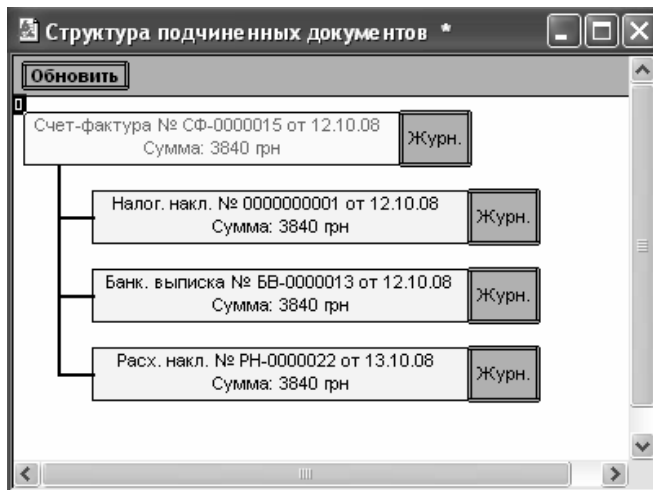 Структура подчиненных документов *
Обновить
Счет-фактура № СФ-0000015 от 12.10.08
Сумма: 3840 грн
Журн.
Налог. накл. № 0000000001 от 12.10.08
Сумма: 3840 грн
Журн.
Банк. выписка № БВ-0000013 от 12.10.08
Сумма: 3840 грн
Журн.
Расх. накл. № РН-0000022 от 13.10.08
Сумма: 3840 грн
Журн.